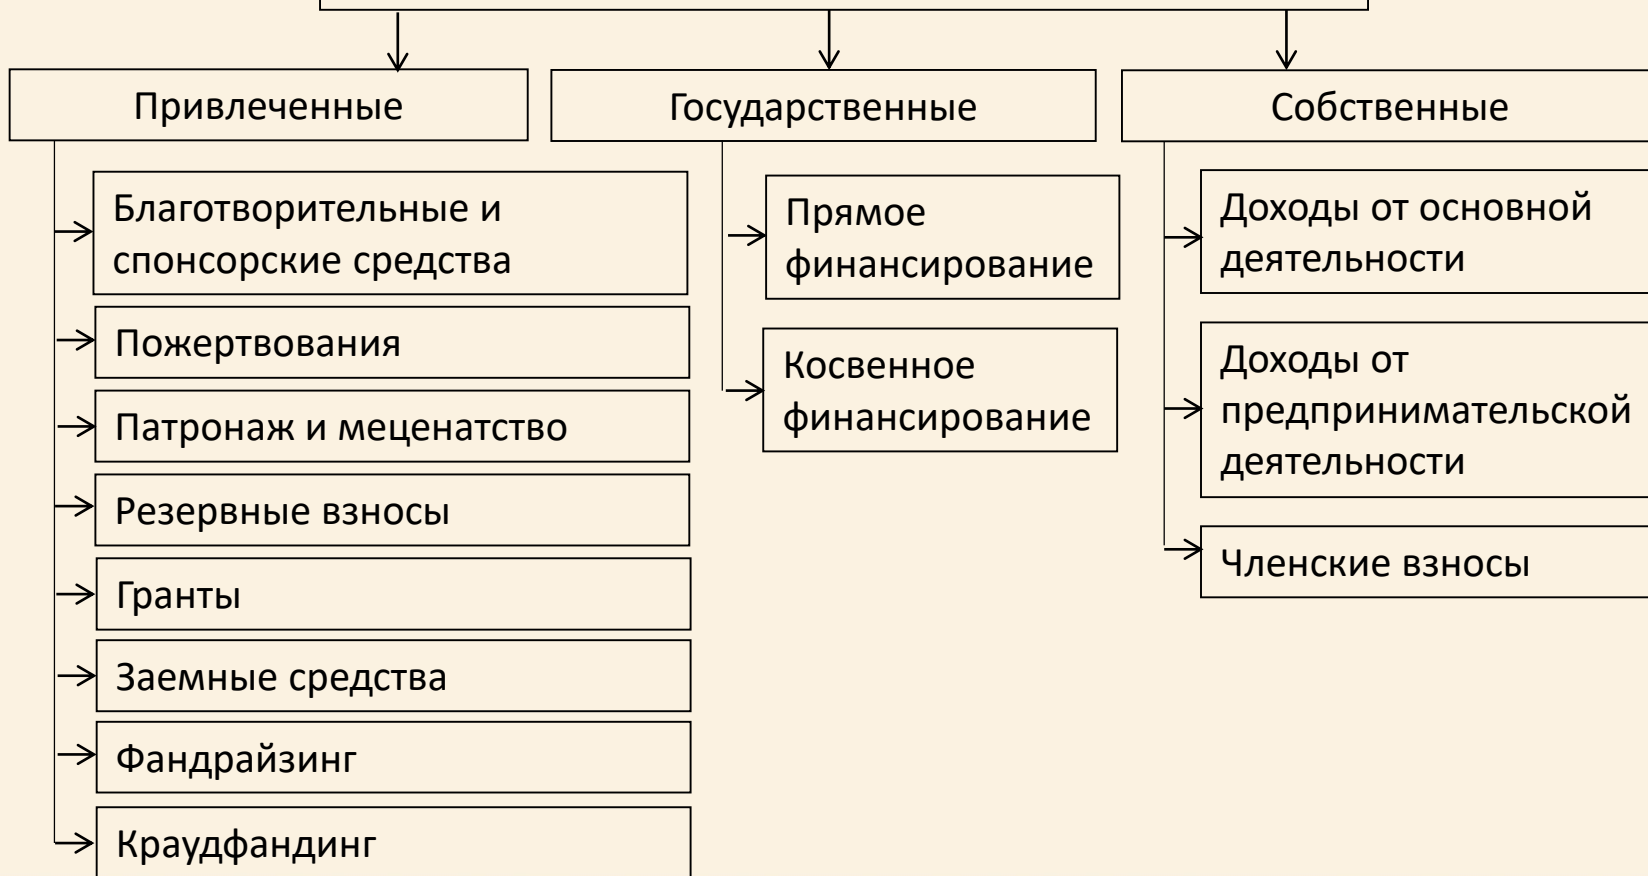 Привлеченные
Благотворительные и
спонсорские средства
Пожертвования
Патронаж и меценатство
Резервные взносы
Гранты
Заемные средства
Фандрайзинг
Краудфандинг
Государственные
Прямое
финансирование
Косвенное
финансирование
Собственные
Доходы от основной
деятельности
Доходы от
предпринимательской
деятельности
Членские взносы